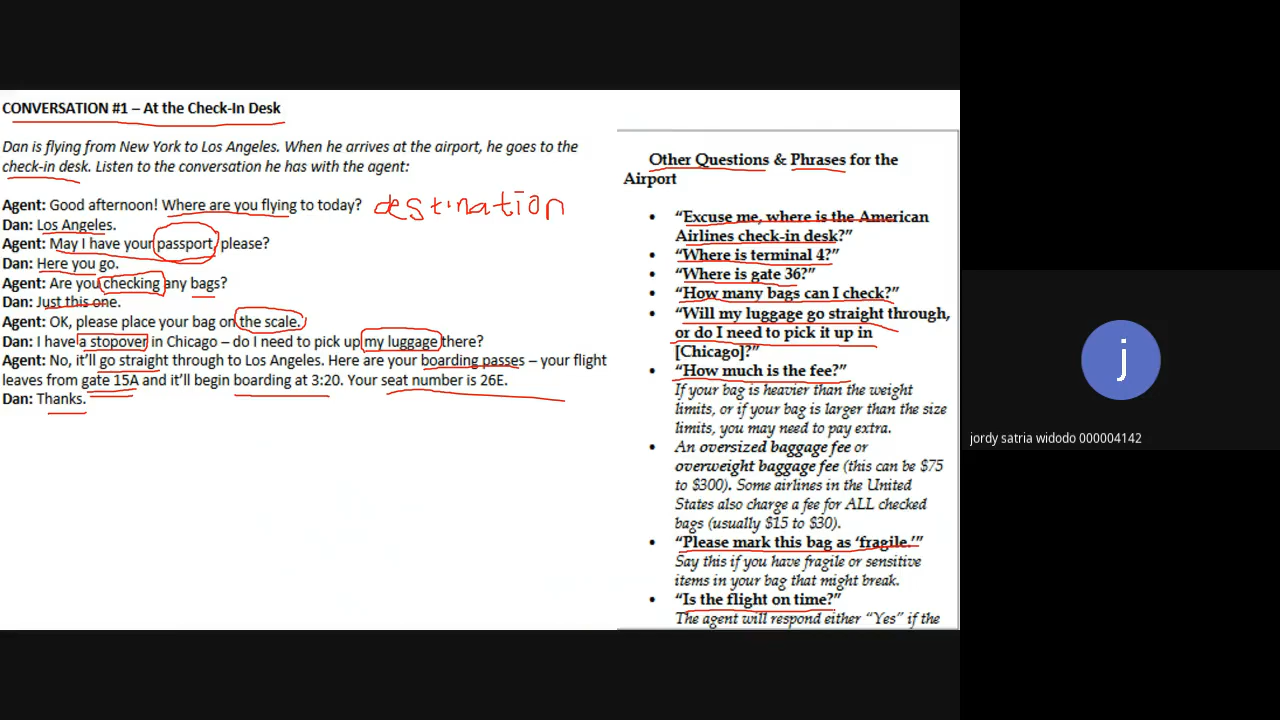 CONVERSATION #1 – At the Check-In Desk
Dan is flying from New York to Los Angeles. When he arrives at the airport, he goes to the
check-in desk. Listen to the conversation he has with the agent:
Agent: Good afternoon! Where are you flying to today? destination
Dan: Los Angeles.
Agent: May I have your passport, please?
Dan: Here you go.
Agent: Are you checking any bags?
Dan: Just this one.
Agent: OK, please place your bag on the scale.
Dan: I have a stopover in Chicago – do I need to pick up my luggage there?
Agent: No, it'll go straight through to Los Angeles. Here are your boarding passes – your flight
leaves from gate 15A and it'll begin boarding at 3:20. Your seat number is 26E.
Dan: Thanks.
Other Questions & Phrases for the
Airport
• “Excuse me, where is the American
Airlines check-in desk?”
• “Where is terminal 4?”
• “Where is gate 36?”
• “How many bags can I check?”
• “Will my luggage go straight through,
or do I need to pick it up in
[Chicago]?”
• “How much is the fee?”
If your bag is heavier than the weight
limits, or if your bag is larger than the size
limits, you may need to pay extra.
• An oversized baggage fee or
overweight baggage fee (this can be $75
to $300). Some airlines in the United
States also charge a fee for ALL checked
bags (usually $15 to $30).
• “Please mark this bag as ‘fragile.’”
Say this if you have fragile or sensitive
items in your bag that might break.
• “Is the flight on time?”
The agent will respond either “Yes” if the
j
jordy satria widodo 000004142